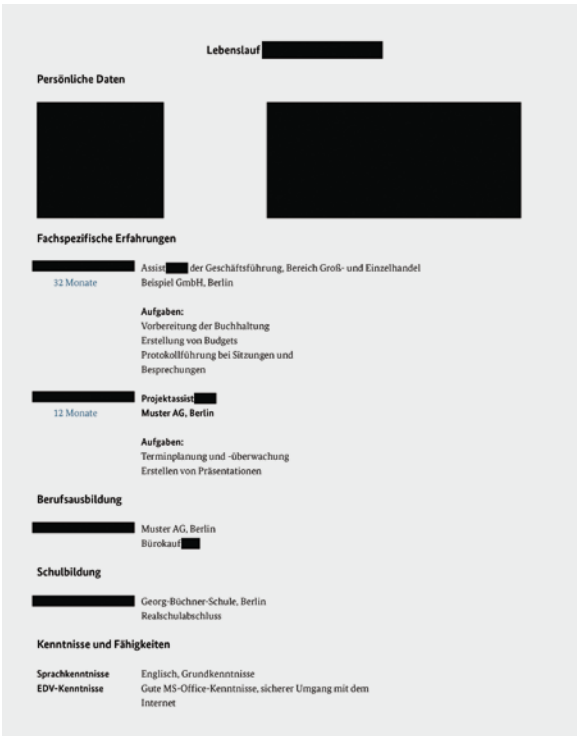 Lebenslauf
Persönliche Daten
Fachspezifische Erfahrungen
Assist der Geschäftsführung, Bereich Groß- und Einzelhandel
32 Monate Beispiel GmbH, Berlin
Aufgaben:
Vorbereitung der Buchhaltung
Erstellung von Budgets
Protokollführung bei Sitzungen und
Besprechungen
Projektassist
12 Monate Muster AG, Berlin
Aufgaben:
Terminplanung und -überwachung
Erstellen von Präsentationen
Berufsausbildung
Muster AG, Berlin
Bürokauf
Schulbildung
Georg-Büchner-Schule, Berlin
Realschulabschluss
Kenntnisse und Fähigkeiten
Sprachkenntnisse Englisch, Grundkenntnisse
EDV-Kenntnisse Gute MS-Office-Kenntnisse, sicherer Umgang mit dem
Internet